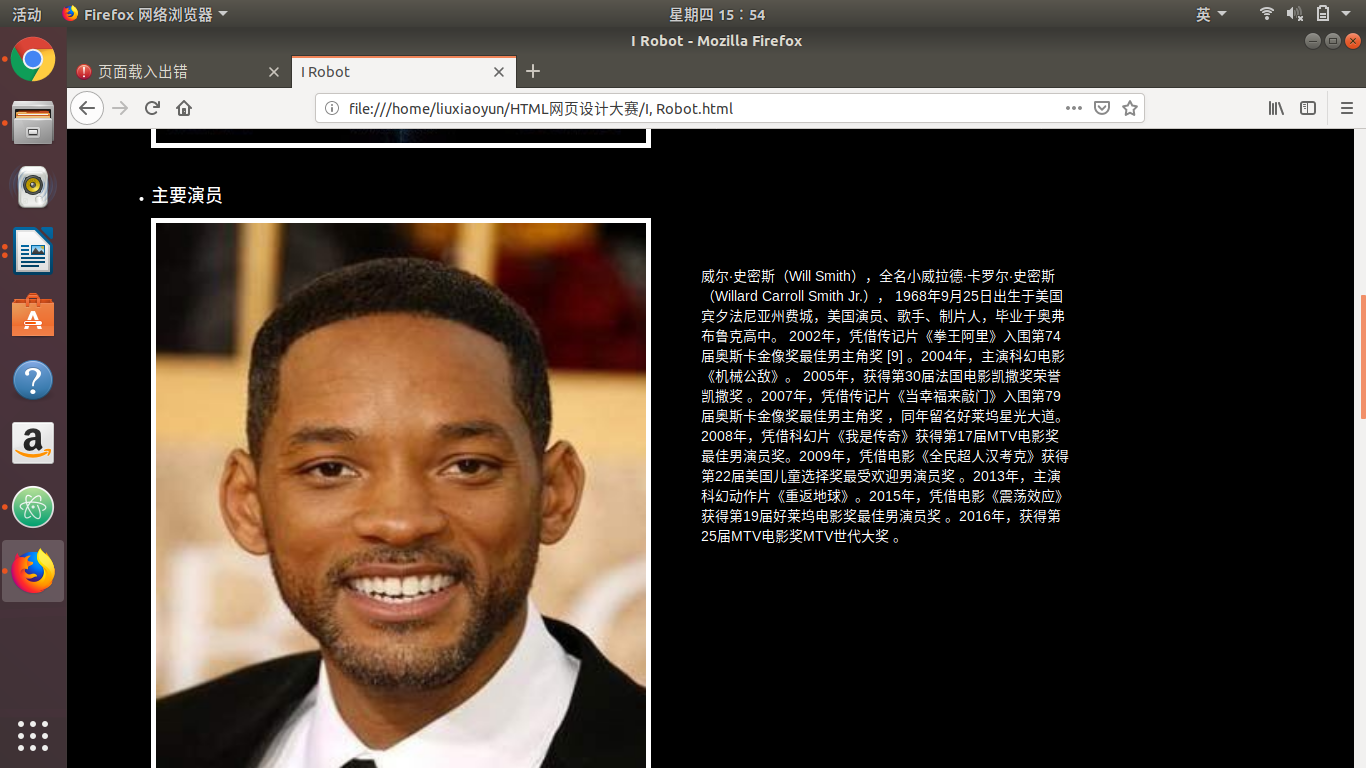 活动
Firefox 网络浏览器
星期四 15：54
英
I Robot - Mozilla Firefox
页面载入出错
I Robot
file:///home/liuxiaoyun/HTML网页设计大赛/I, Robot.html
主要演员
威尔·史密斯（Will Smith），全名小威拉德·卡罗尔·史密斯
（Willard Carroll Smith Jr.）， 1968年9月25日出生于美国
宾夕法尼亚州费城，美国演员、歌手、制片人，毕业于奥弗
布鲁克高中。 2002年，凭借传记片《拳王阿里》入围第74
届奥斯卡金像奖最佳男主角奖 [9] 。2004年，主演科幻电影
《机械公敌》。 2005年，获得第30届法国电影凯撒奖荣誉
凯撒奖 。2007年，凭借传记片《当幸福来敲门》入围第79
届奥斯卡金像奖最佳男主角奖 ，同年留名好莱坞星光大道。
2008年，凭借科幻片《我是传奇》获得第17届MTV电影奖
最佳男演员奖。2009年，凭借电影《全民超人汉考克》获得
第22届美国儿童选择奖最受欢迎男演员奖 。2013年，主演
科幻动作片《重返地球》。2015年，凭借电影《震荡效应》
获得第19届好莱坞电影奖最佳男演员奖 。2016年，获得第
25届MTV电影奖MTV世代大奖 。